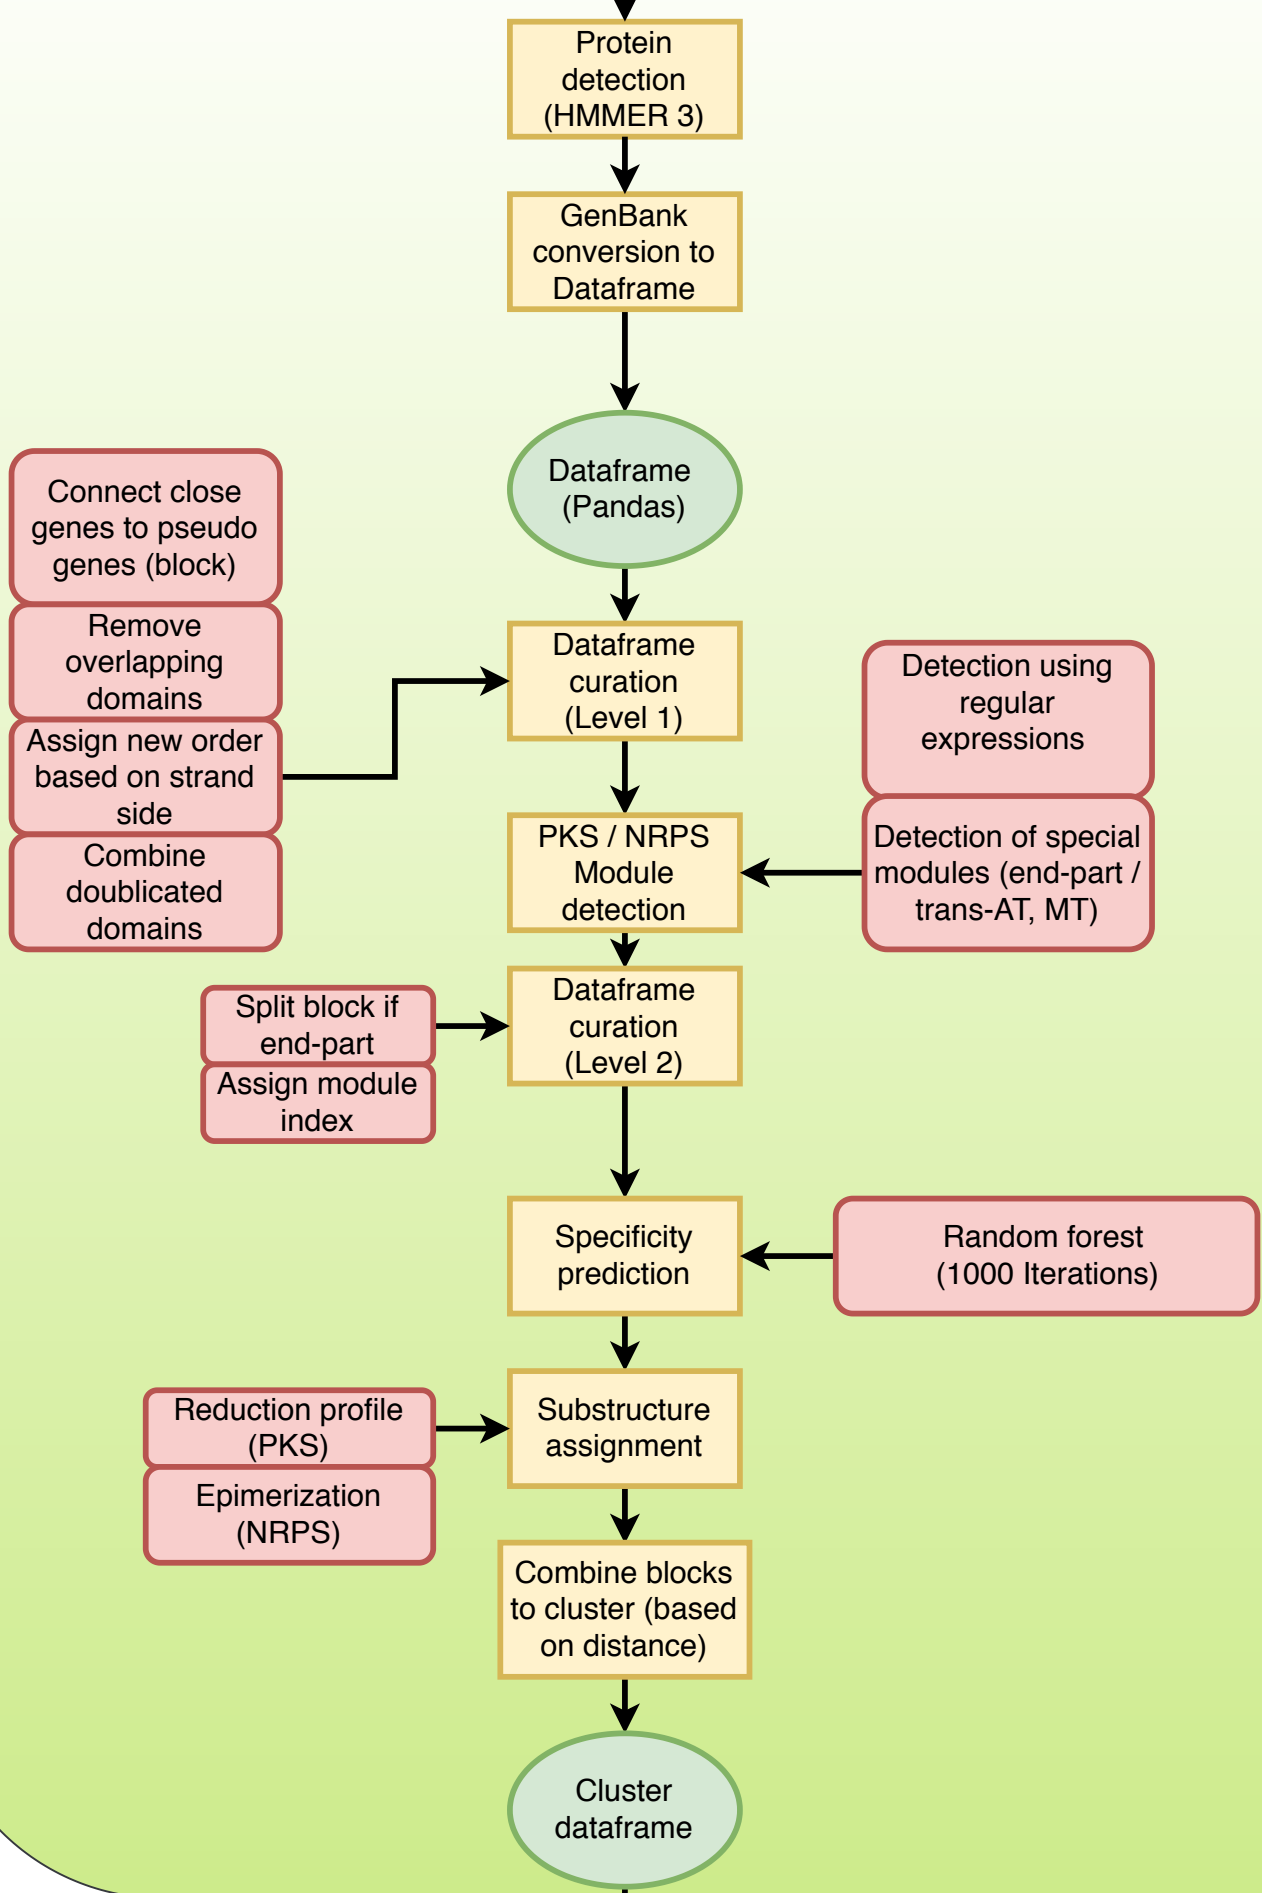 Protein
detection
(HMMER 3)
GenBank
conversion to
Dataframe
Dataframe
(Pandas)
Connect close
genes to pseudo
genes (block)
Remove
overlapping
domains
Assign new order
based on strand
side
Combine
doublicated
domains
Dataframe
curation
(Level 1)
Detection using
regular
expressions
Detection of special
modules (end-part /
trans-AT, MT)
PKS / NRPS
Module
detection
Split block if
end-part
Assign module
index
Dataframe
curation
(Level 2)
Specificity
prediction
Random forest
(1000 Iterations)
Reduction profile
(PKS)
Epimerization
(NRPS)
Substructure
assignment
Combine blocks
to cluster (based
on distance)
Cluster
dataframe